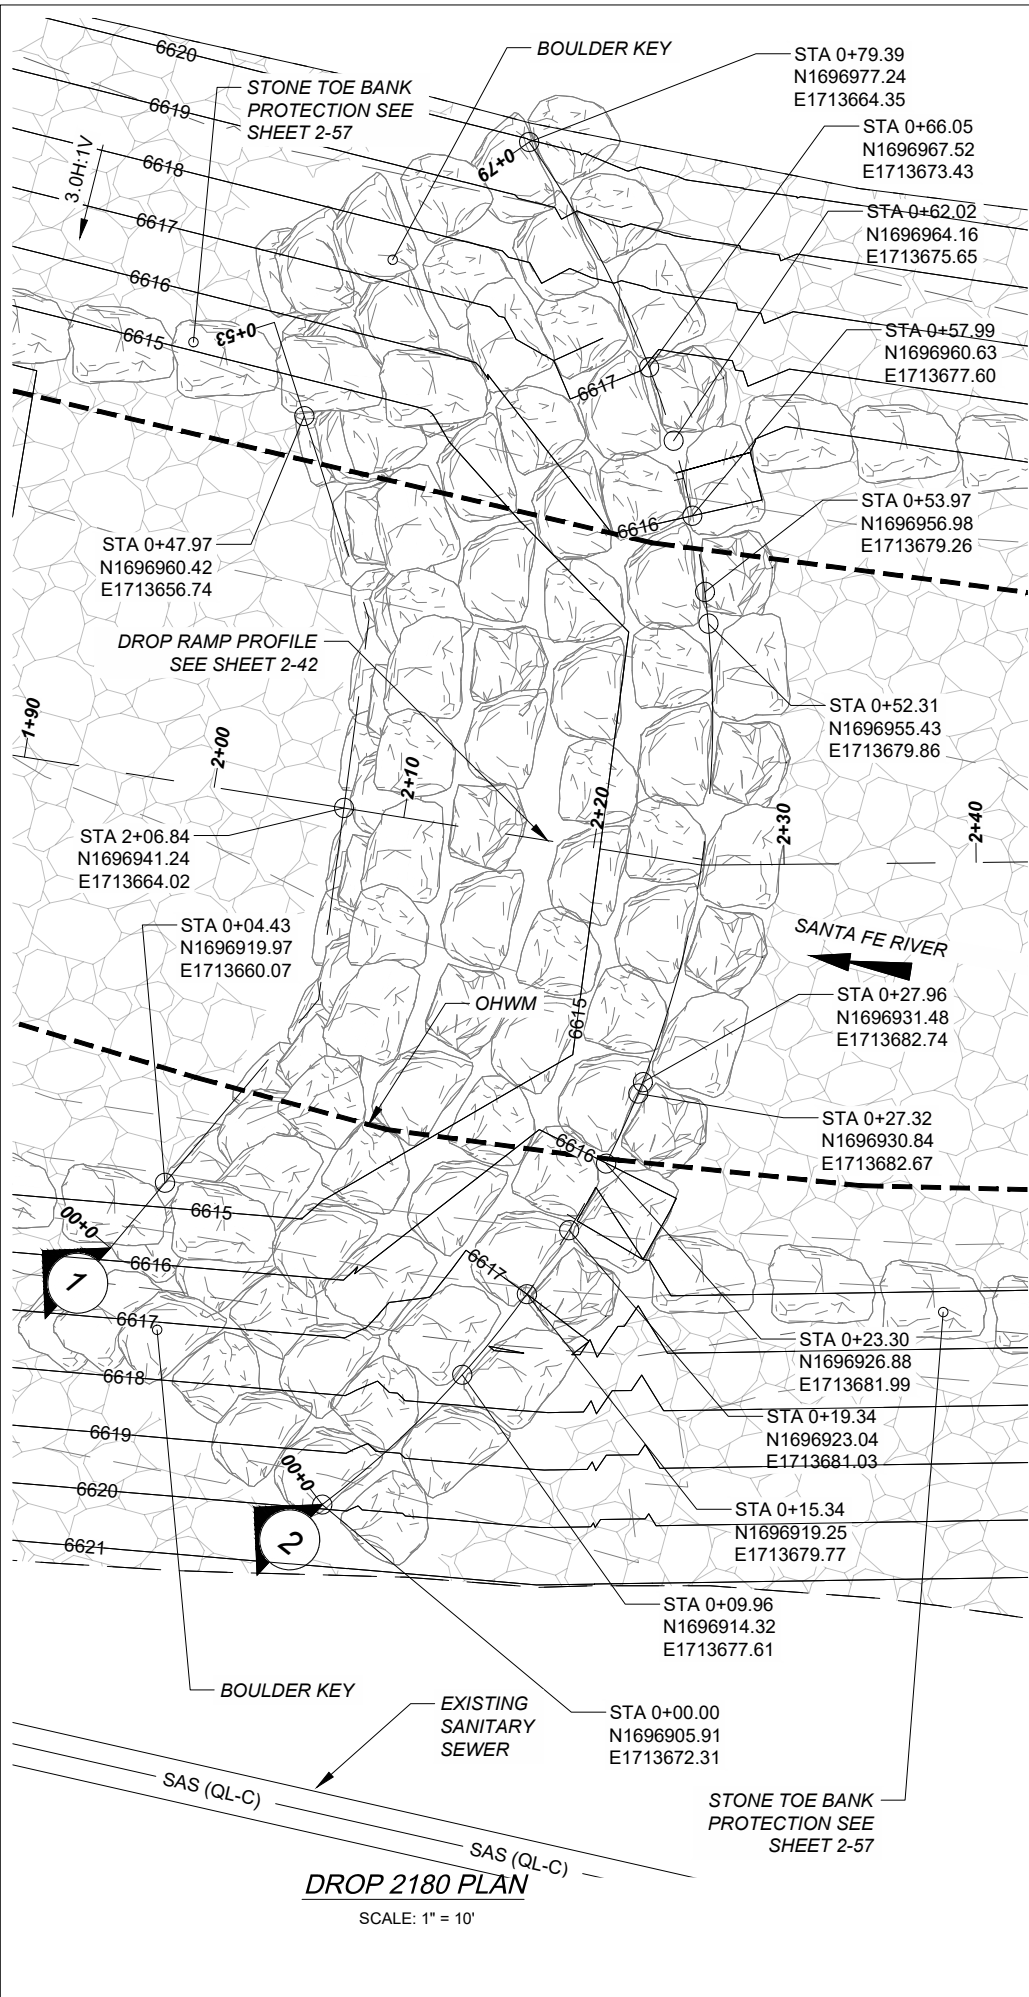 6620
BOULDER KEY
STA 0+79.39
N1696977.24
E1713664.35
STONE TOE BANK
PROTECTION SEE
SHEET 2-57
6619
STA 0+66.05
N1696967.52
E1713673.43
3.0H:1V
6618
0+79
STA 0+62.02
N1696964.16
E1713675.65
6617
6616
6615
0+53
STA 0+57.99
N1696960.63
E1713677.60
6617
STA 0+53.97
N1696956.98
E1713679.26
6616
STA 0+47.97
N1696960.42
E1713656.74
DROP RAMP PROFILE
SEE SHEET 2-42
STA 0+52.31
N1696955.43
E1713679.86
1+90
2+00
2+10
2+20
2+30
2+40
STA 2+06.84
N1696941.24
E1713664.02
STA 0+04.43
N1696919.97
E1713660.07
SANTA FE RIVER
OHWM
6615
STA 0+27.96
N1696931.48
E1713682.74
STA 0+27.32
N1696930.84
E1713682.67
6616
6615
0+00
6616
1
6617
6617
STA 0+23.30
N1696926.88
E1713681.99
6618
STA 0+19.34
N1696923.04
E1713681.03
6619
0+00
6620
2
STA 0+15.34
N1696919.25
E1713679.77
6621
STA 0+09.96
N1696914.32
E1713677.61
BOULDER KEY
EXISTING
SANITARY
SEWER
STA 0+00.00
N1696905.91
E1713672.31
SAS (QL-C)
STONE TOE BANK
PROTECTION SEE
SHEET 2-57
SAS (QL-C)
DROP 2180 PLAN
SCALE: 1" = 10'